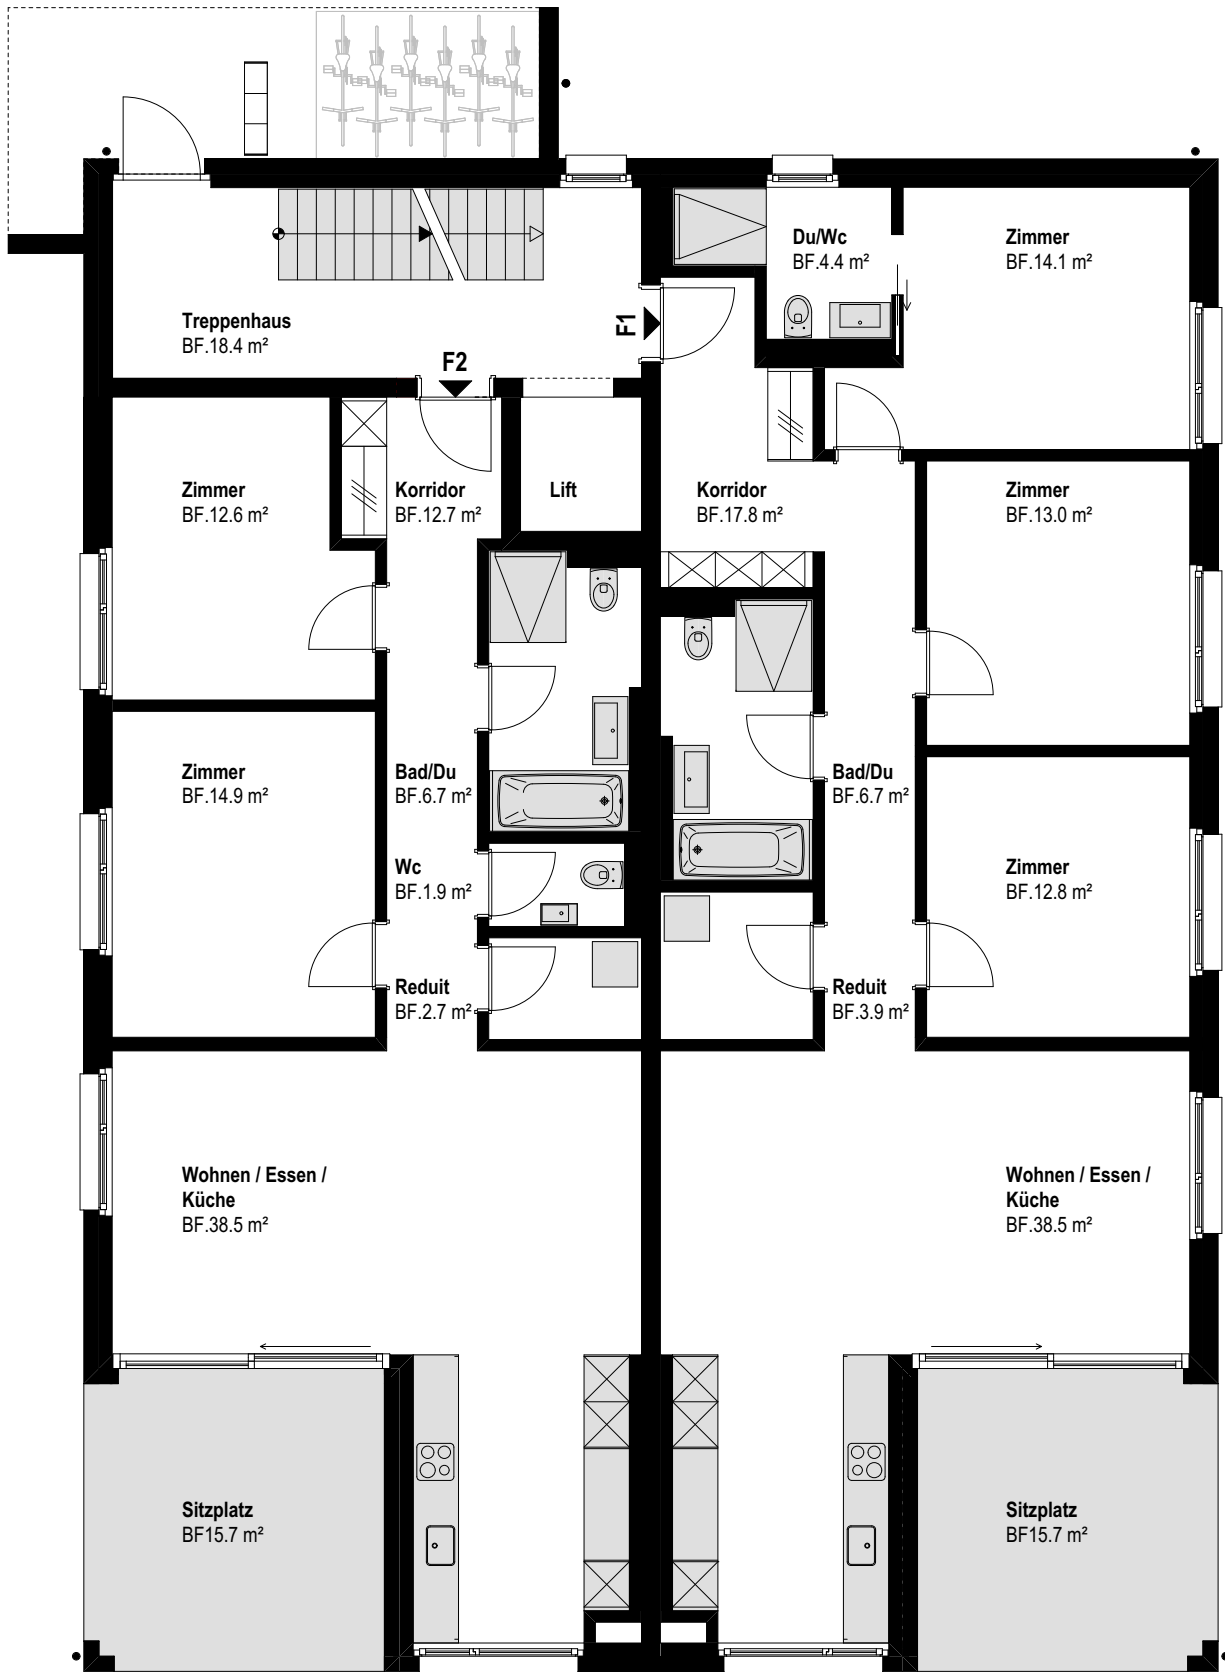 Du/Wc
BF.4.4 m²
Zimmer
BF.14.1 m²
Treppenhaus
BF.18.4 m²
F1
F2
Zimmer
BF.12.6 m²
Korridor
BF.12.7 m²
Lift
Korridor
BF.17.8 m²
Zimmer
BF.13.0 m²
Zimmer
BF.14.9 m²
Bad/Du
BF.6.7 m²
Bad/Du
BF.6.7 m²
Wc
BF.1.9 m²
Zimmer
BF.12.8 m²
Reduit
BF.2.7 m²
Reduit
BF.3.9 m²
Wohnen / Essen /
Küche
BF.38.5 m²
Wohnen / Essen /
Küche
BF.38.5 m²
Sitzplatz
BF15.7 m²
Sitzplatz
BF15.7 m²